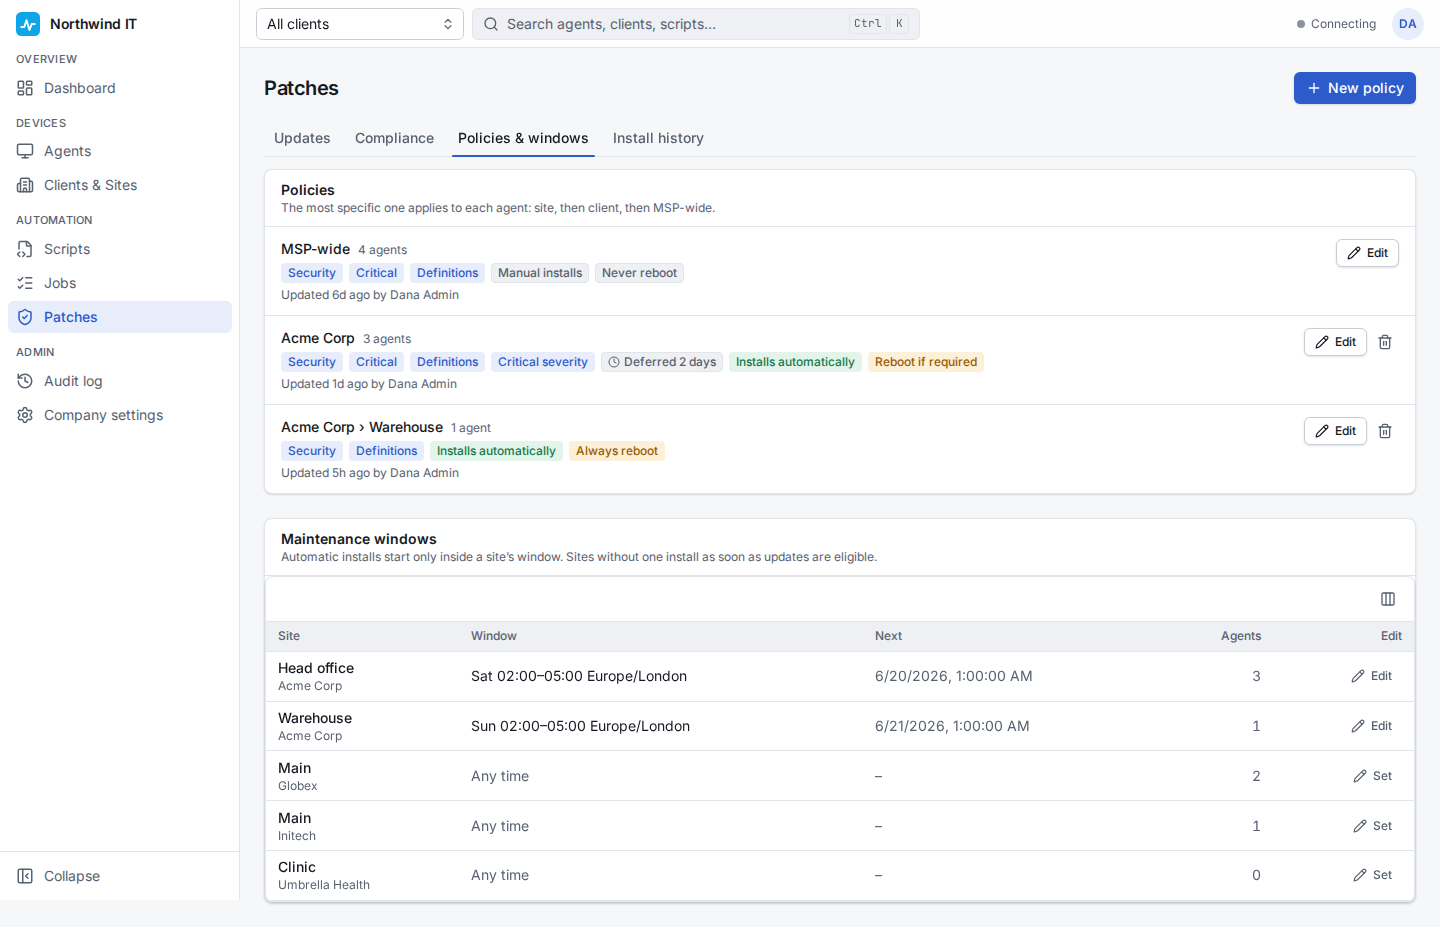 Northwind IT
All clients
Search agents, clients, scripts...
Ctrl K
Connecting
DA
OVERVIEW
Dashboard
DEVICES
Agents
Clients & Sites
AUTOMATION
Scripts
Jobs
Patches
ADMIN
Audit log
Company settings
Collapse
Patches
New policy
Updates Compliance Policies & windows Install history
Policies
The most specific one applies to each agent: site, then client, then MSP-wide.
MSP-wide 4 agents
Edit
Security Critical Definitions Manual installs Never reboot
Updated 6d ago by Dana Admin
Acme Corp 3 agents
Edit
Security Critical Definitions Critical severity Deferred 2 days Installs automatically Reboot if required
Updated 1d ago by Dana Admin
Acme Corp › Warehouse 1 agent
Edit
Security Definitions Installs automatically Always reboot
Updated 5h ago by Dana Admin
Maintenance windows
Automatic installs start only inside a site's window. Sites without one install as soon as updates are eligible.
Site Window Next Agents Edit
Head office
Acme Corp
Sat 02:00–05:00 Europe/London 6/20/2026, 1:00:00 AM 3 Edit
Warehouse
Acme Corp
Sun 02:00–05:00 Europe/London 6/21/2026, 1:00:00 AM 1 Edit
Main
Globex
Any time – 2 Set
Main
Initech
Any time – 1 Set
Clinic
Umbrella Health
Any time – 0 Set